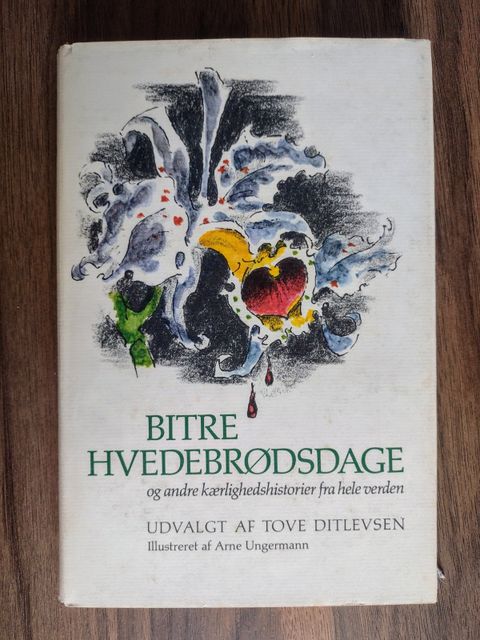 BITRE
HVEDEBRØDSDAGE
og andre kærlighedshistorier fra hele verden
UDVALGT AF TOVE DITLEVSEN
Illustreret af Arne Ungermann